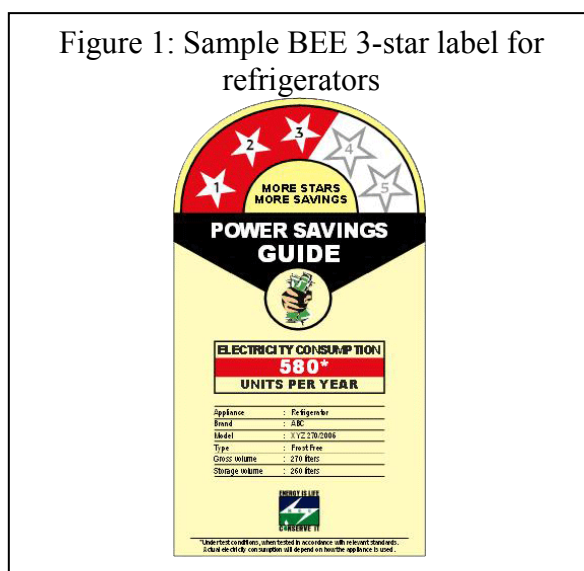 Figure 1: Sample BEE 3-star label for
refrigerators
1 2 3 4 5
MORE STARS
MORE SAVINGS
POWER SAVINGS
GUIDE
ELECTRICITY CONSUMPTION
580*
UNITS PER YEAR
Appliance : Refrigerator
Brand : ABC
Model : XYZ 270/2006
Type : Frost Free
Gross volume : 270 liters
Storage volume : 260 liters
ENERGY IS LIFE
CONSERVE IT
*Under test conditions, when tested in accordance with relevant standards.
Actual electricity consumption will depend on how the appliance is used.